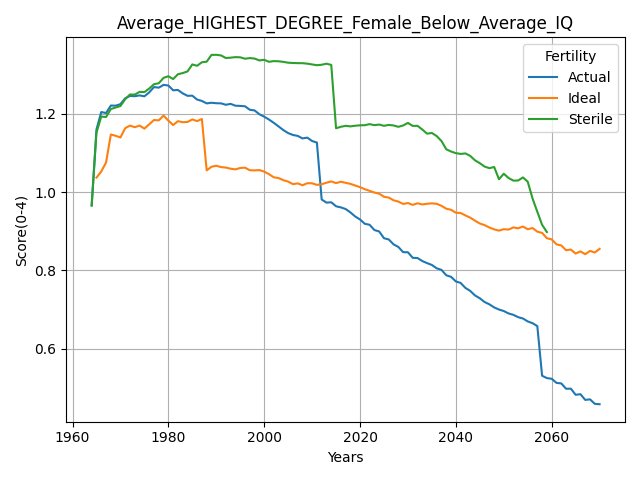 Average_HIGHEST_DEGREE_Female_Below_Average_IQ
Fertility
Actual
Ideal
Sterile
Score(0-4)
1.2
1.0
0.8
0.6
1960
1980
2000
2020
2040
2060
Years